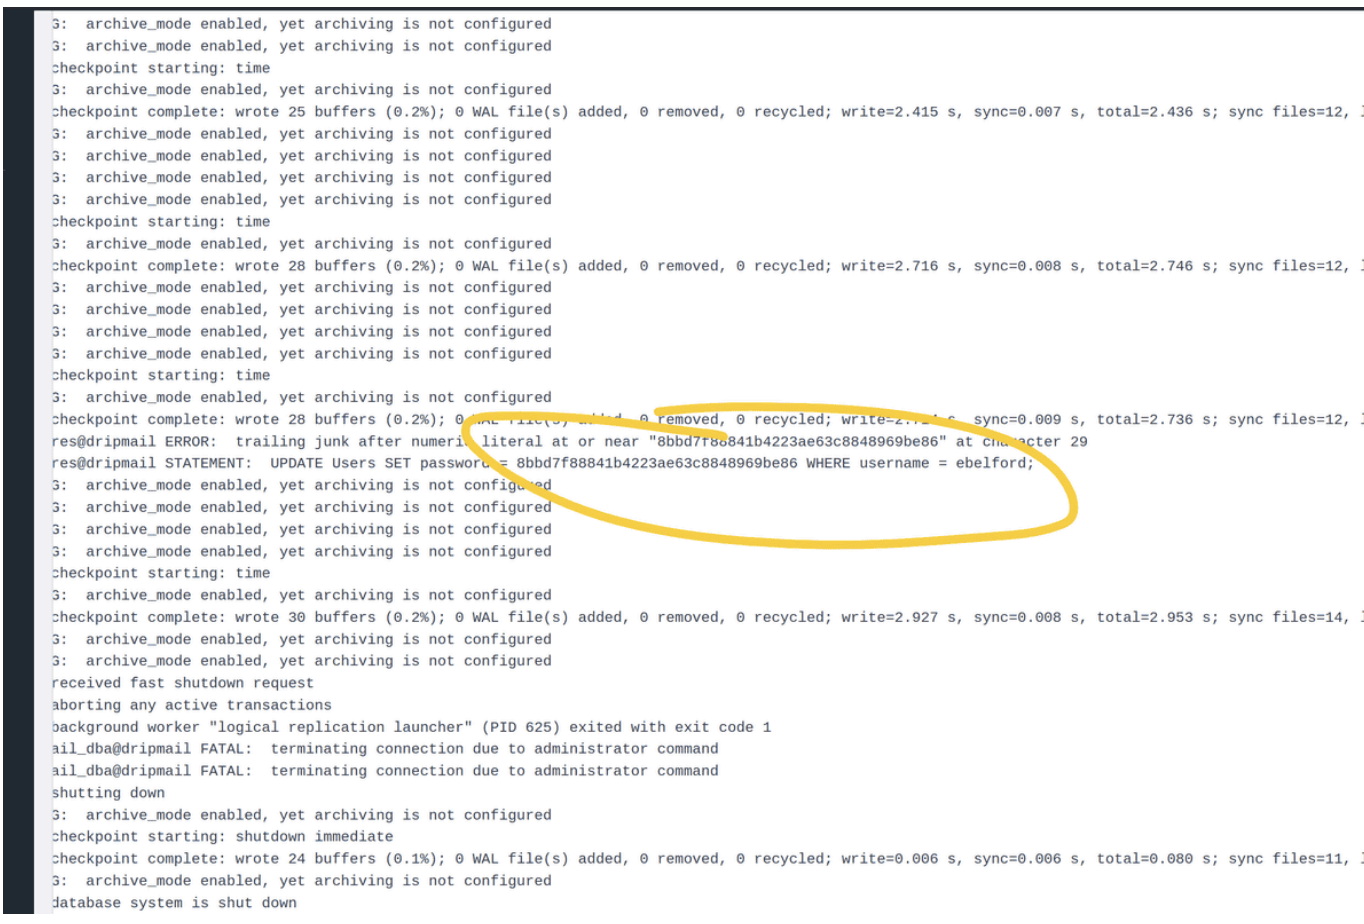 G: archive_mode enabled, yet archiving is not configured
G: archive_mode enabled, yet archiving is not configured
checkpoint starting: time
G: archive_mode enabled, yet archiving is not configured
checkpoint complete: wrote 25 buffers (0.2%); 0 WAL file(s) added, 0 removed, 0 recycled; write=2.415 s, sync=0.007 s, total=2.436 s; sync files=12,
G: archive_mode enabled, yet archiving is not configured
G: archive_mode enabled, yet archiving is not configured
G: archive_mode enabled, yet archiving is not configured
G: archive_mode enabled, yet archiving is not configured
checkpoint starting: time
G: archive_mode enabled, yet archiving is not configured
checkpoint complete: wrote 28 buffers (0.2%); 0 WAL file(s) added, 0 removed, 0 recycled; write=2.716 s, sync=0.008 s, total=2.746 s; sync files=12,
G: archive_mode enabled, yet archiving is not configured
G: archive_mode enabled, yet archiving is not configured
G: archive_mode enabled, yet archiving is not configured
G: archive_mode enabled, yet archiving is not configured
checkpoint starting: time
G: archive_mode enabled, yet archiving is not configured
checkpoint complete: wrote 28 buffers (0.2%); 0 WAL file(s) added, 0 removed, 0 recycled; sync=0.009 s, total=2.736 s; sync files=12,
res@dripmail ERROR: trailing junk after numeric literal at or near "8bbd7f88841b4223ae63c8848969be86" at character 29
res@dripmail STATEMENT: UPDATE Users SET password = 8bbd7f88841b4223ae63c8848969be86 WHERE username = ebelford;
G: archive_mode enabled, yet archiving is not configured
G: archive_mode enabled, yet archiving is not configured
G: archive_mode enabled, yet archiving is not configured
G: archive_mode enabled, yet archiving is not configured
checkpoint starting: time
G: archive_mode enabled, yet archiving is not configured
checkpoint complete: wrote 30 buffers (0.2%); 0 WAL file(s) added, 0 removed, 0 recycled; write=2.927 s, sync=0.008 s, total=2.953 s; sync files=14,
G: archive_mode enabled, yet archiving is not configured
G: archive_mode enabled, yet archiving is not configured
received fast shutdown request
aborting any active transactions
background worker "logical replication launcher" (PID 625) exited with exit code 1
ail_dba@dripmail FATAL: terminating connection due to administrator command
ail_dba@dripmail FATAL: terminating connection due to administrator command
shutting down
G: archive_mode enabled, yet archiving is not configured
checkpoint starting: shutdown immediate
checkpoint complete: wrote 24 buffers (0.1%); 0 WAL file(s) added, 0 removed, 0 recycled; write=0.006 s, sync=0.006 s, total=0.080 s; sync files=11,
G: archive_mode enabled, yet archiving is not configured
database system is shut down